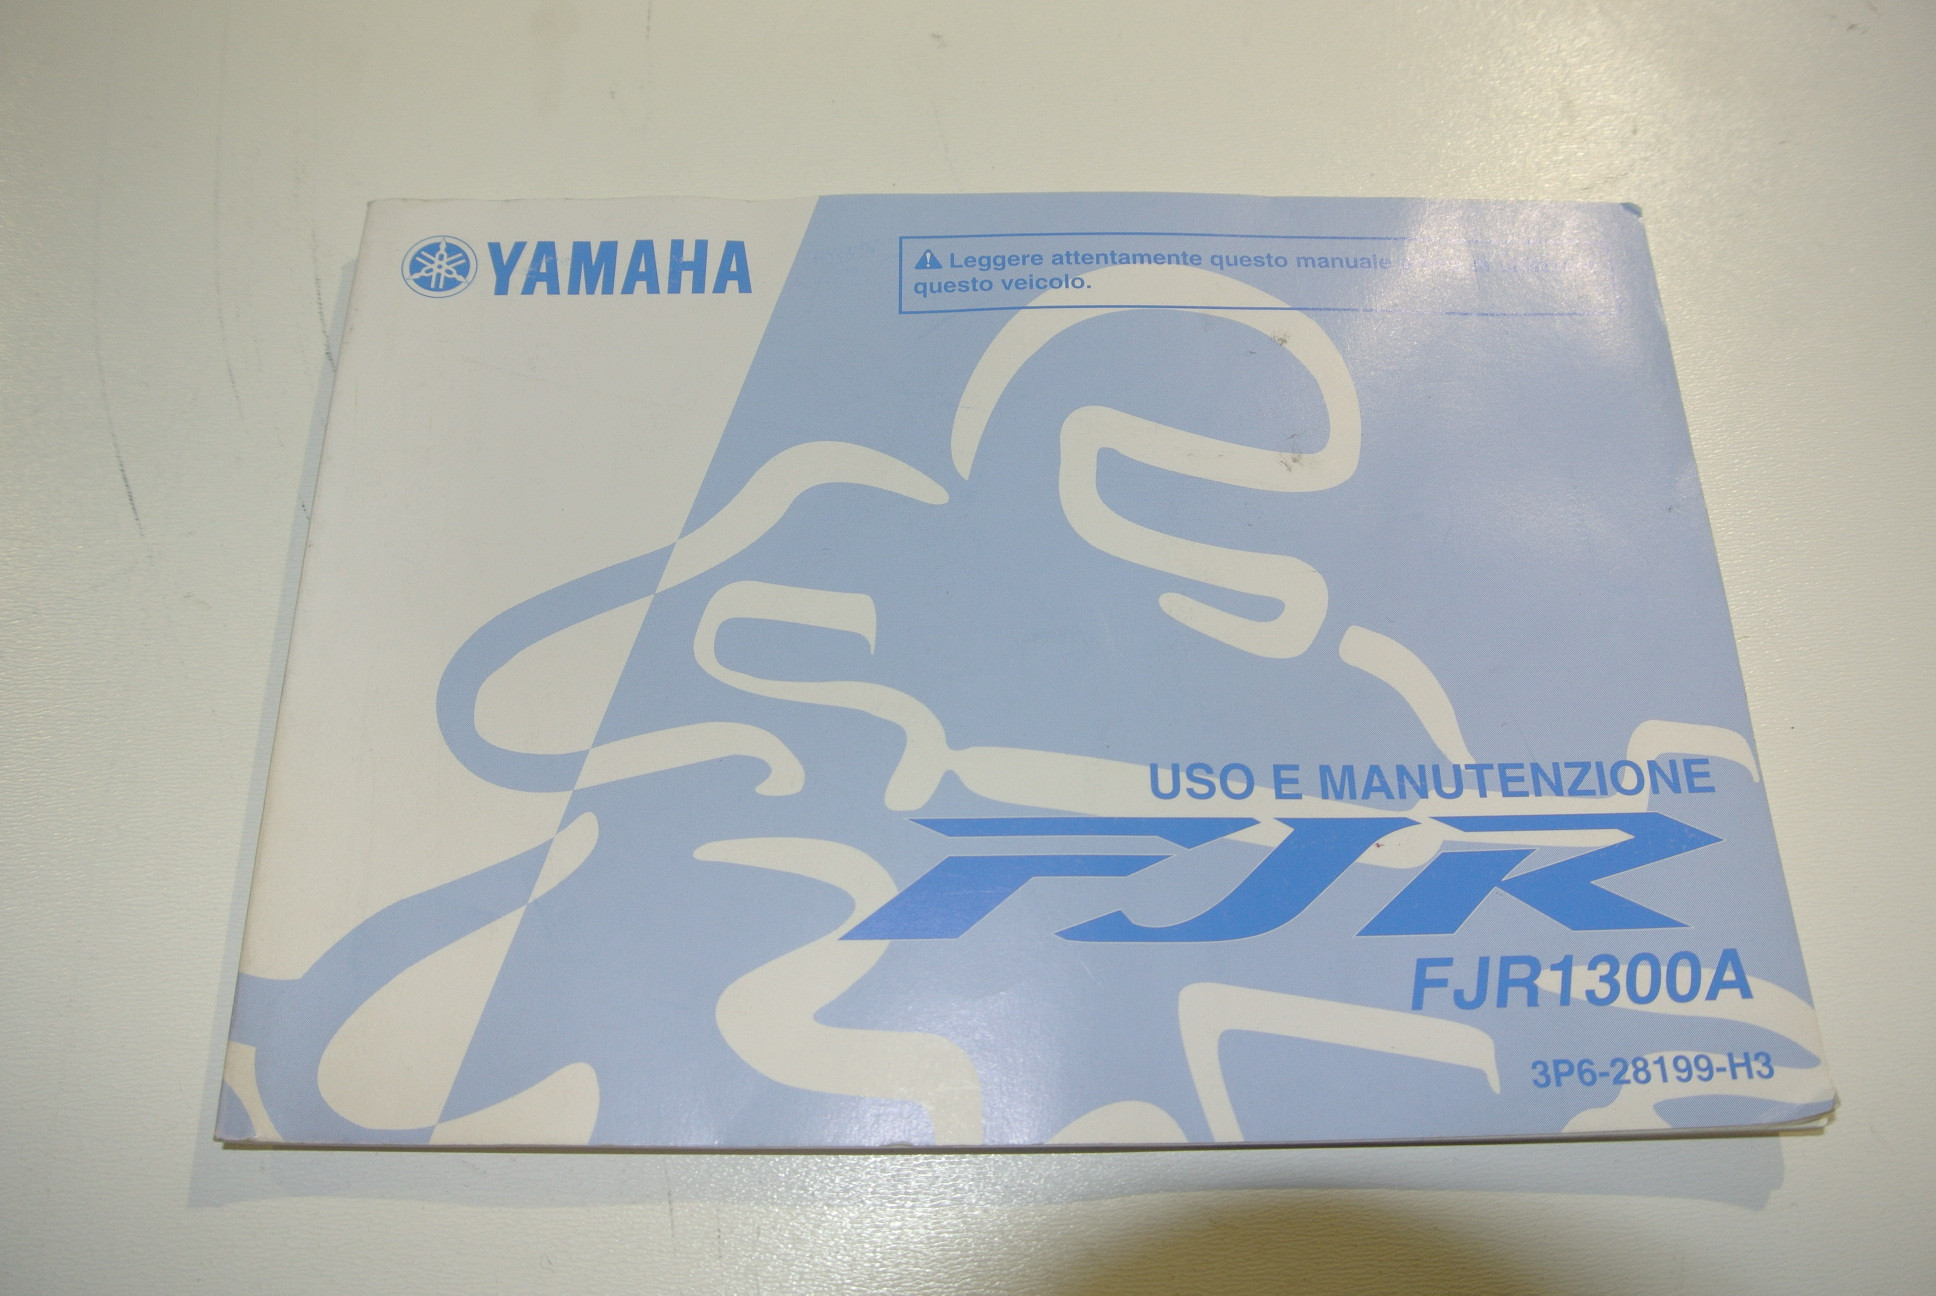 YAMAHA
Leggere attentamente questo manuale
questo veicolo.
USO E MANUTENZIONE
FJR
FJR1300A
3P6-28199-H3